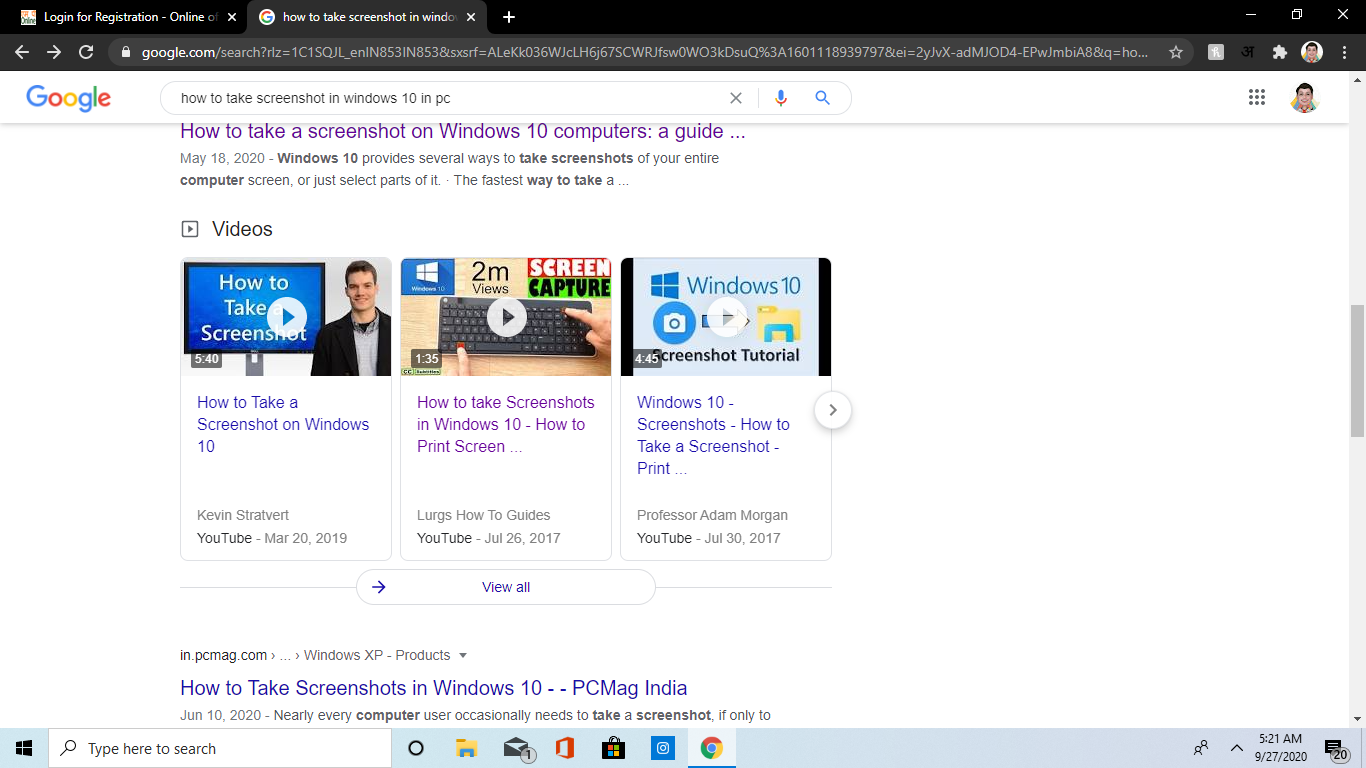 Login for Registration - Online of
how to take screenshot in windo
google.com/search?rlz=1C1SQJL_enIN853IN853&sxsrf=ALeKk036WJcLH6j67SCWRJfsw0WO3kDsuQ%3A1601118939797&ei=2yJvX-adMJOD4-EPwJmbiA8&q=ho...
अ
Google
how to take screenshot in windows 10 in pc
How to take a screenshot on Windows 10 computers: a guide ...
May 18, 2020 - Windows 10 provides several ways to take screenshots of your entire
computer screen, or just select parts of it. · The fastest way to take a ...
Videos
How to
Take a
Screenshot
5:40
Windows 10
2m
Views
SCREEN
CAPTURE
1:35
CC Subtitles
Windows 10
Screenshot Tutorial
4:45
How to Take a
Screenshot on Windows
10
Kevin Stratvert
YouTube - Mar 20, 2019
How to take Screenshots
in Windows 10 - How to
Print Screen ...
Lurgs How To Guides
YouTube - Jul 26, 2017
Windows 10 -
Screenshots - How to
Take a Screenshot -
Print ...
Professor Adam Morgan
YouTube - Jul 30, 2017
View all
in.pcmag.com › ... › Windows XP - Products
How to Take Screenshots in Windows 10 - - PCMag India
Jun 10, 2020 - Nearly every computer user occasionally needs to take a screenshot, if only to
Type here to search
1
5:21 AM
9/27/2020
20